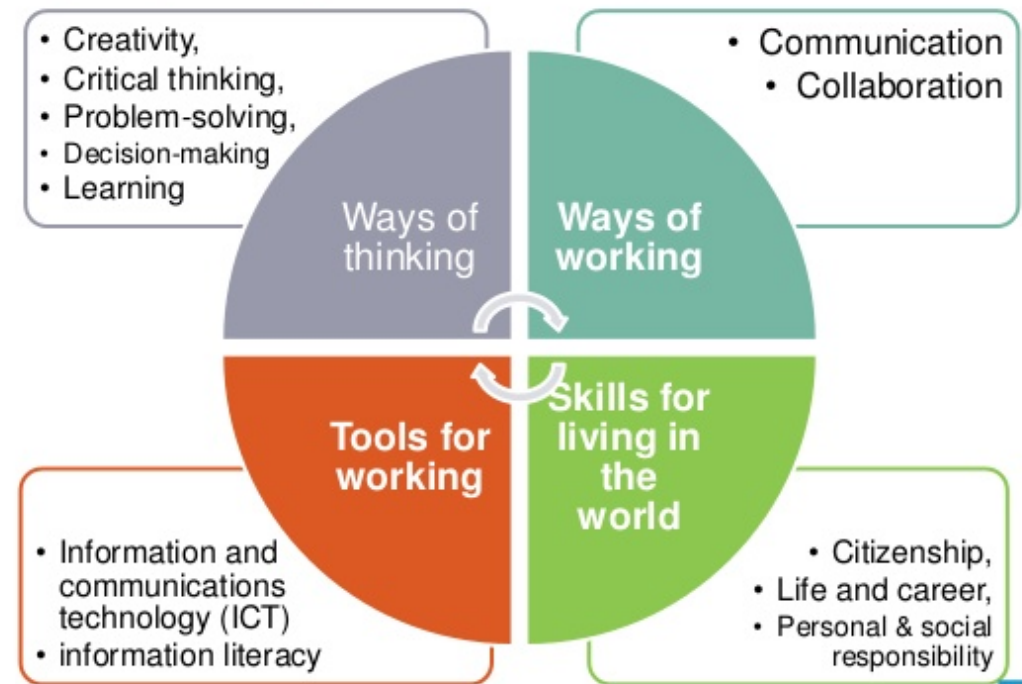 • Creativity,
• Critical thinking,
• Problem-solving,
• Decision-making
• Learning
• Communication
• Collaboration
Ways of
thinking
Ways of
working
Tools for
working
Skills for
living in
the
world
• Information and
communications
technology (ICT)
• information literacy
• Citizenship,
• Life and career,
• Personal & social
responsibility